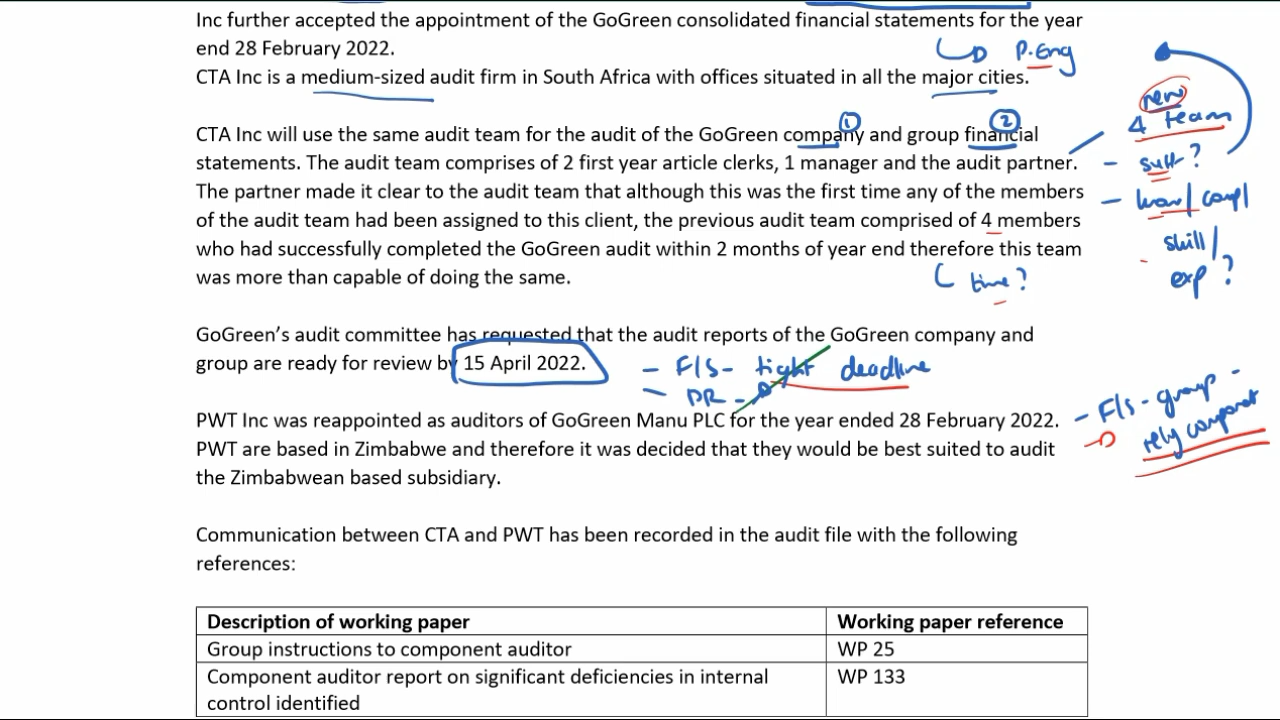 Inc further accepted the appointment of the GoGreen consolidated financial statements for the year
end 28 February 2022.
P.Eng
CTA Inc is a medium-sized audit firm in South Africa with offices situated in all the major cities.
new
4 team
1
2
CTA Inc will use the same audit team for the audit of the GoGreen company and group financial
statements. The audit team comprises of 2 first year article clerks, 1 manager and the audit partner.
- suff?
The partner made it clear to the audit team that although this was the first time any of the members
- know/compl
of the audit team had been assigned to this client, the previous audit team comprised of 4 members
who had successfully completed the GoGreen audit within 2 months of year end therefore this team
skill/
exp?
was more than capable of doing the same.
time?
GoGreen's audit committee has requested that the audit reports of the GoGreen company and
group are ready for review by 15 April 2022.
- F/S - tight deadline
- DR -
PWT Inc was reappointed as auditors of GoGreen Manu PLC for the year ended 28 February 2022.
- F/S - group -
rely component
PWT are based in Zimbabwe and therefore it was decided that they would be best suited to audit
the Zimbabwean based subsidiary.
Communication between CTA and PWT has been recorded in the audit file with the following
references:
Description of working paper Working paper reference
Group instructions to component auditor WP 25
Component auditor report on significant deficiencies in internal WP 133
control identified